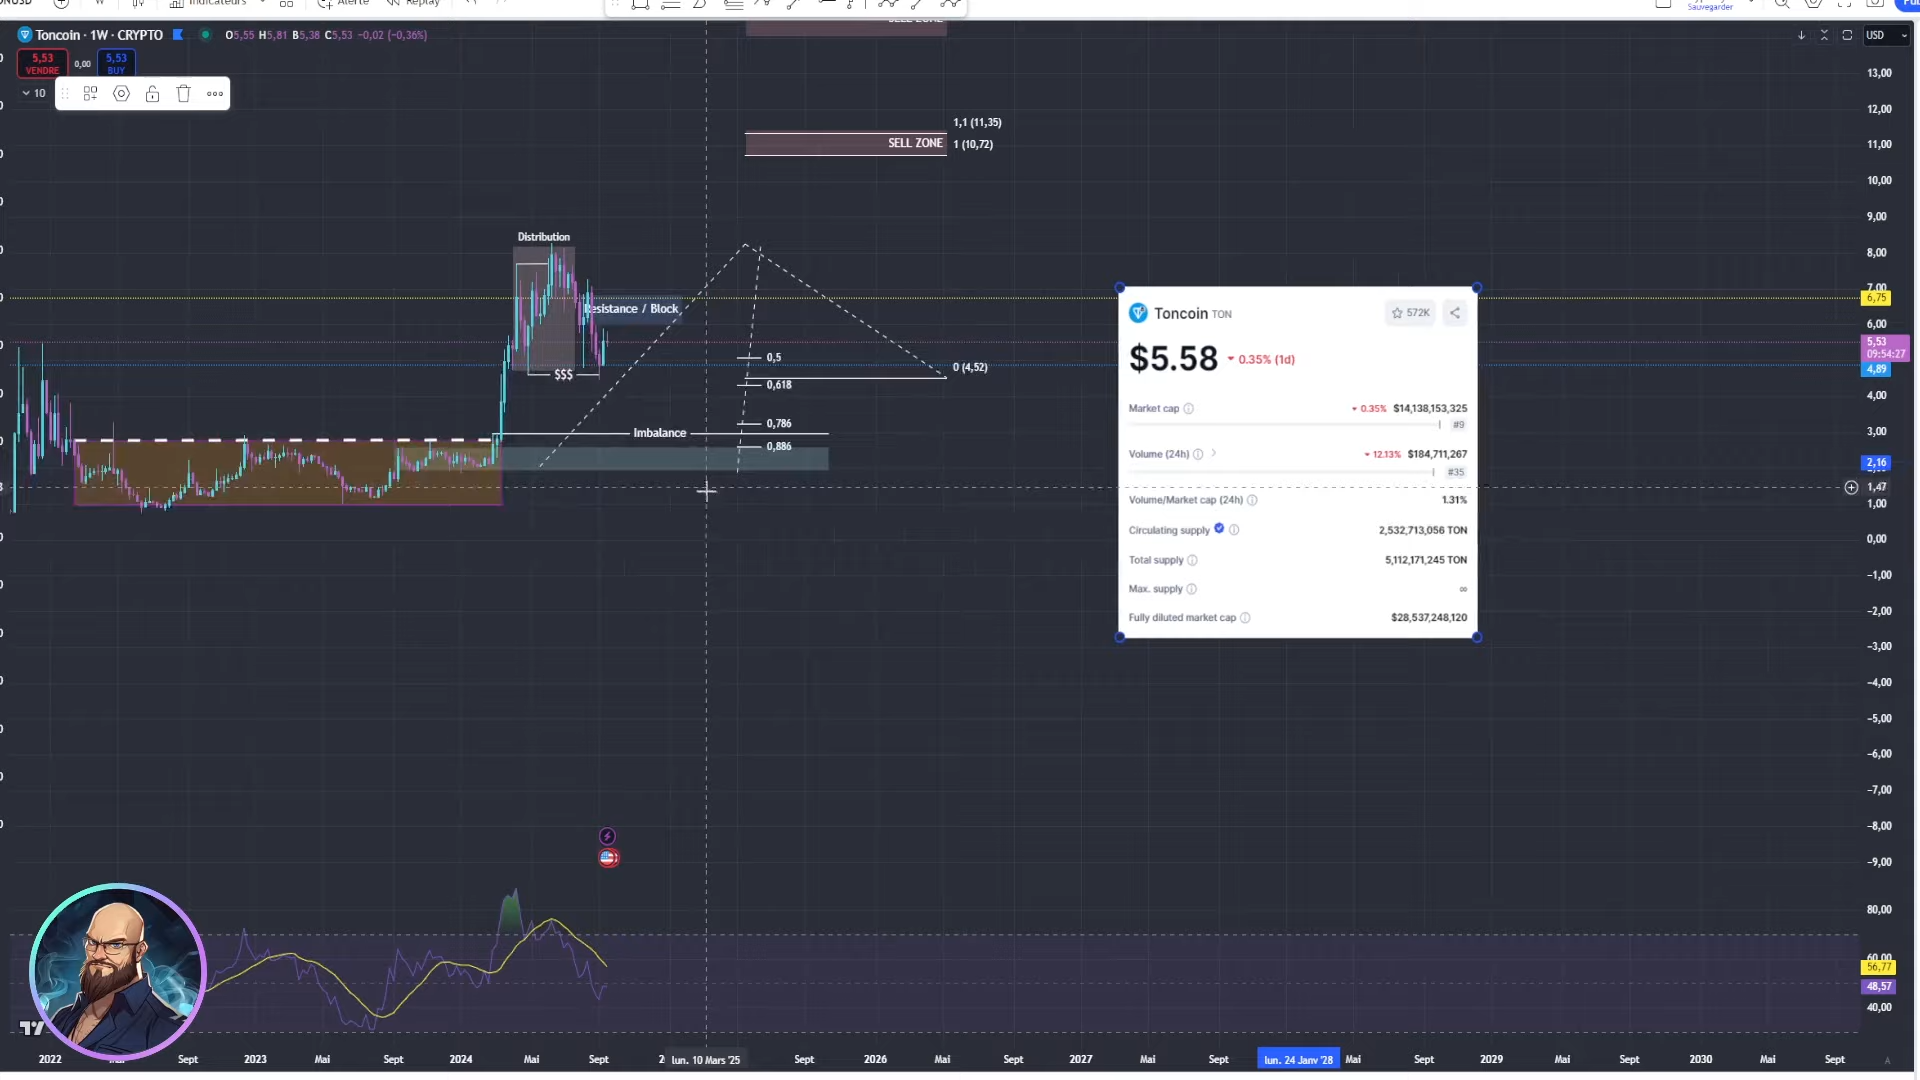 Indicateurs
Alerte
Replay
Sauvegarder
Toncoin · 1W · CRYPTO
O5,55 H5,81 B5,38 C5,53 −0,02 (−0,36%)
USD
5,53
VENDRE
0,00
5,53
BUY
10
SELL ZONE
1,1 (11,35)
SELL ZONE
1 (10,72)
Distribution
Resistance / Block
$$$
0,5
0 (4,52)
0,618
0,786
Imbalance
0,886
Toncoin TON
572K
$5.58
0.35% (1d)
Market cap
0.35% $14,138,153,325
#9
Volume (24h)
12.13% $184,711,267
#35
Volume/Market cap (24h)
1.31%
Circulating supply
2,532,713,056 TON
Total supply
5,112,171,245 TON
Max. supply
∞
Fully diluted market cap
$28,537,248,120
13,00
12,00
11,00
10,00
9,00
8,00
7,00
6,75
6,00
5,53
09:54:27
4,89
4,00
3,00
2,16
1,47
1,00
0,00
−1,00
−2,00
−3,00
−4,00
−5,00
−6,00
−7,00
−8,00
−9,00
80,00
60,00
56,77
48,57
40,00
2022
Mai
Sept
2023
Mai
Sept
2024
Mai
Sept
lun. 10 Mars '25
Sept
2026
Mai
Sept
2027
Mai
Sept
lun. 24 Janv '28
Mai
Sept
2029
Mai
Sept
2030
Mai
Sept